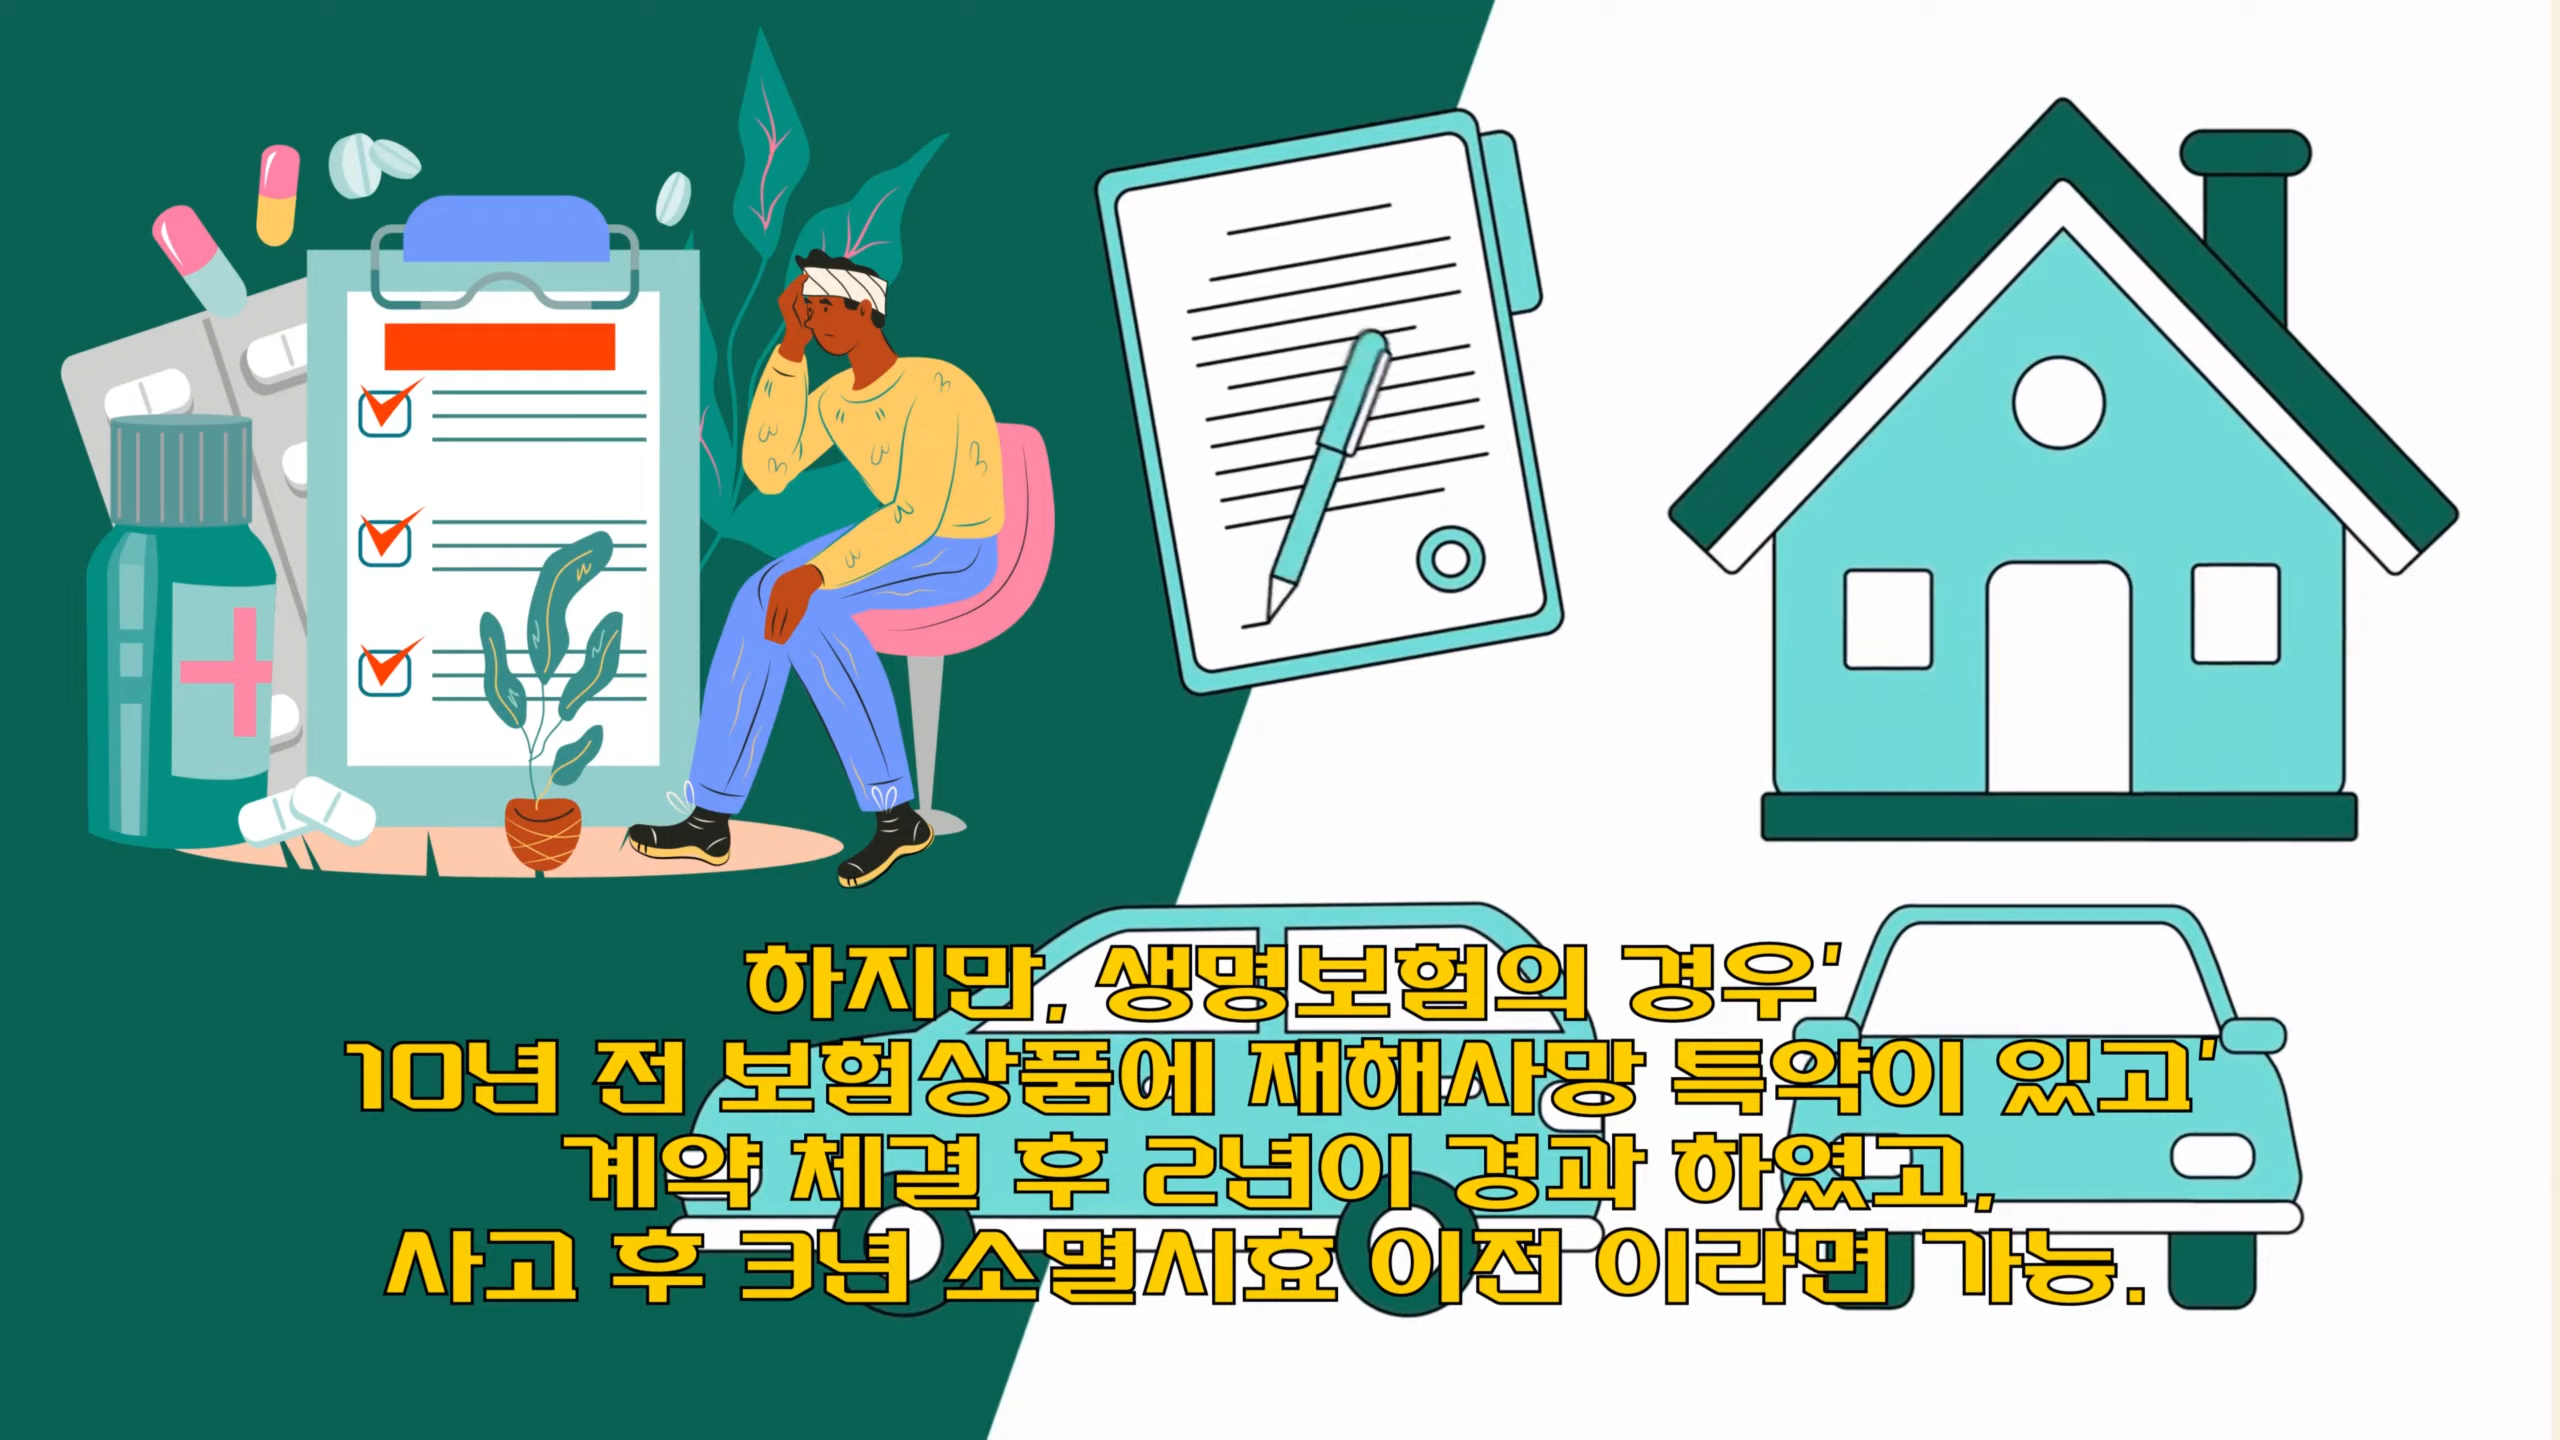 하지만, 생명보험의 경우'
10년 전 보험상품에 재해사망 특약이 있고'
계약 체결 후 2년이 경과 하였고,
사고 후 3년 소멸시효 이전 이라면 가능.